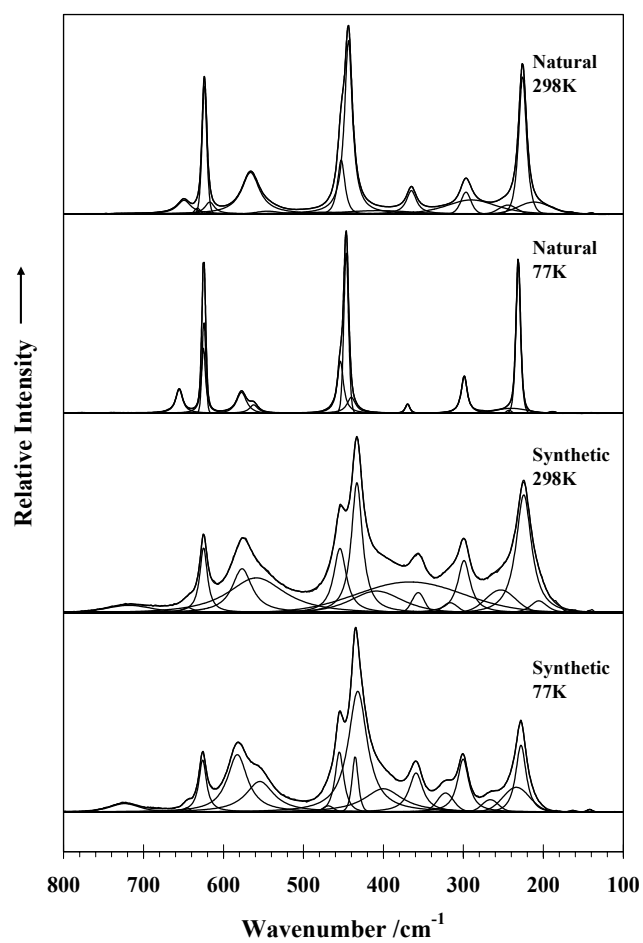 Natural
298K
Natural
77K
Synthetic
298K
Synthetic
77K
Relative Intensity
800 700 600 500 400 300 200 100
Wavenumber /cm-1